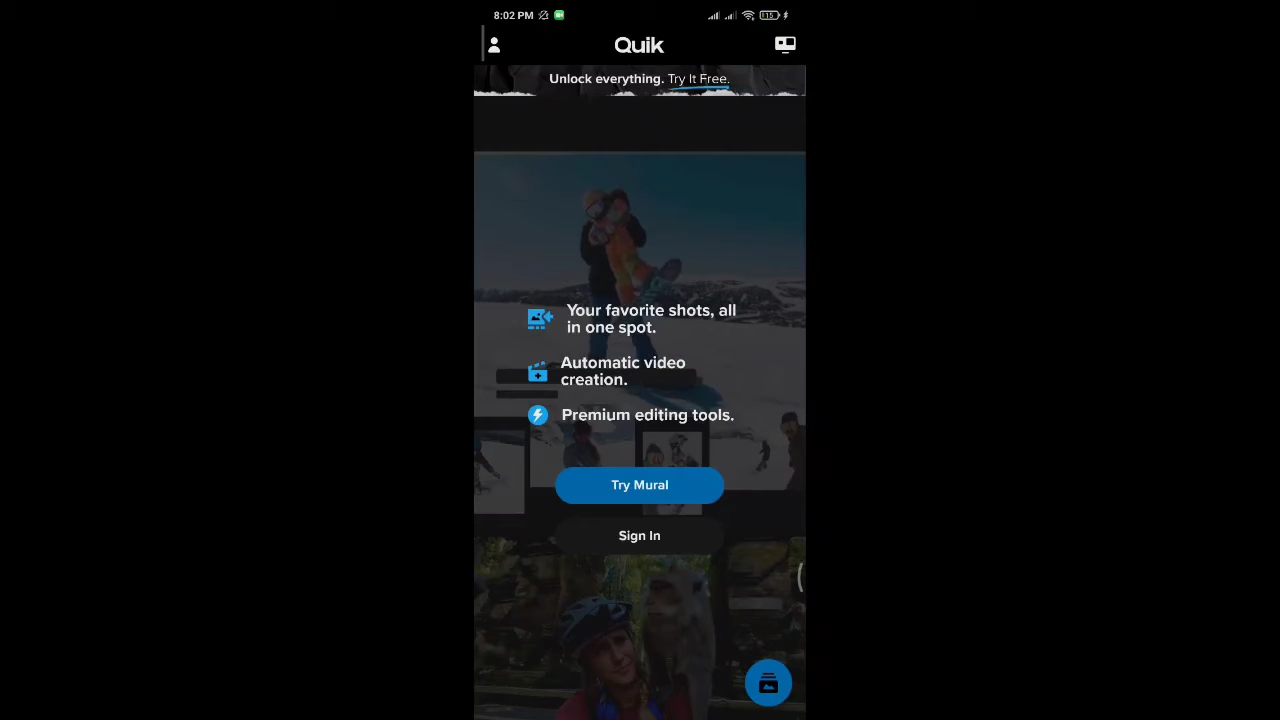 8:02 PM 15
Quik
Unlock everything. Try It Free.
Your favorite shots, all
in one spot.
Automatic video
creation.
Premium editing tools.
Try Mural
Sign In